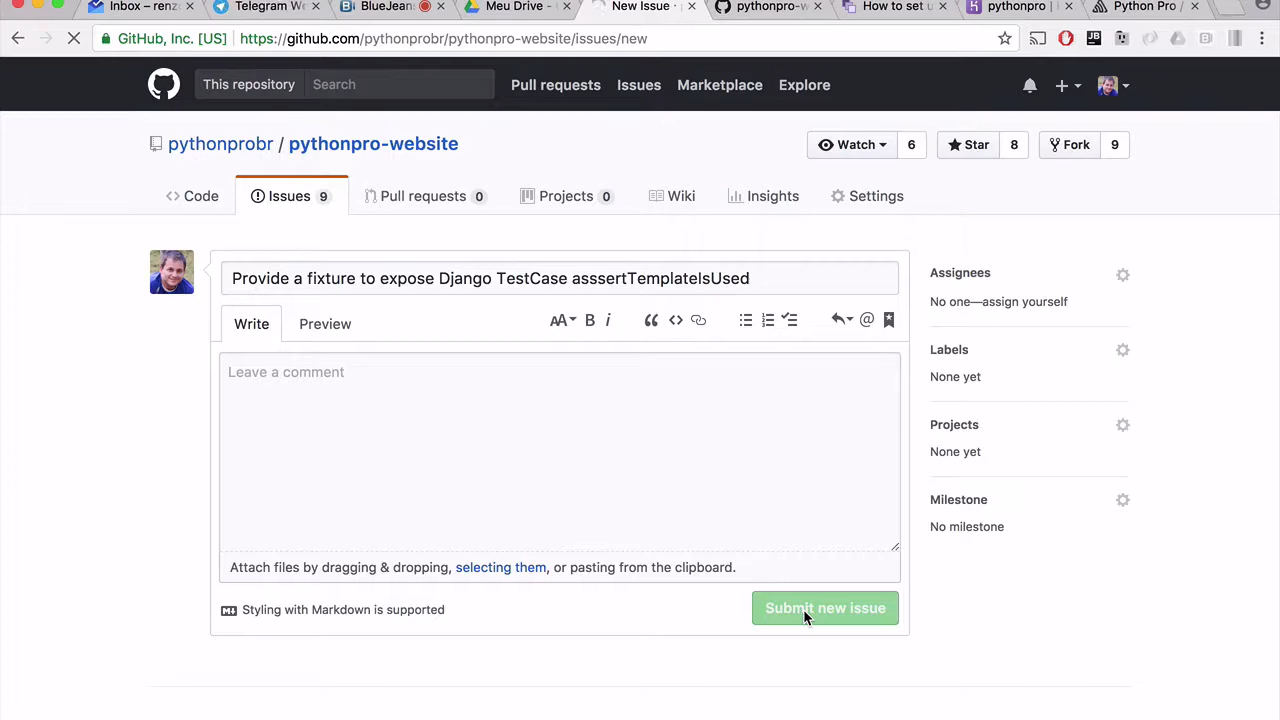 Inbox – renz
Telegram We
BlueJeans
Meu Drive -
New Issue ·
pythonpro-w
How to set u
pythonpro |
Python Pro /
GitHub, Inc. [US]
https://github.com/pythonprobr/pythonpro-website/issues/new
This repository
Search
Pull requests
Issues
Marketplace
Explore
pythonprobr / pythonpro-website
Watch 6
Star 8
Fork 9
Code
Issues 9
Pull requests 0
Projects 0
Wiki
Insights
Settings
Provide a fixture to expose Django TestCase asssertTemplateIsUsed
Write
Preview
AA B i
Leave a comment
Attach files by dragging & dropping, selecting them, or pasting from the clipboard.
Styling with Markdown is supported
Submit new issue
Assignees
No one—assign yourself
Labels
None yet
Projects
None yet
Milestone
No milestone